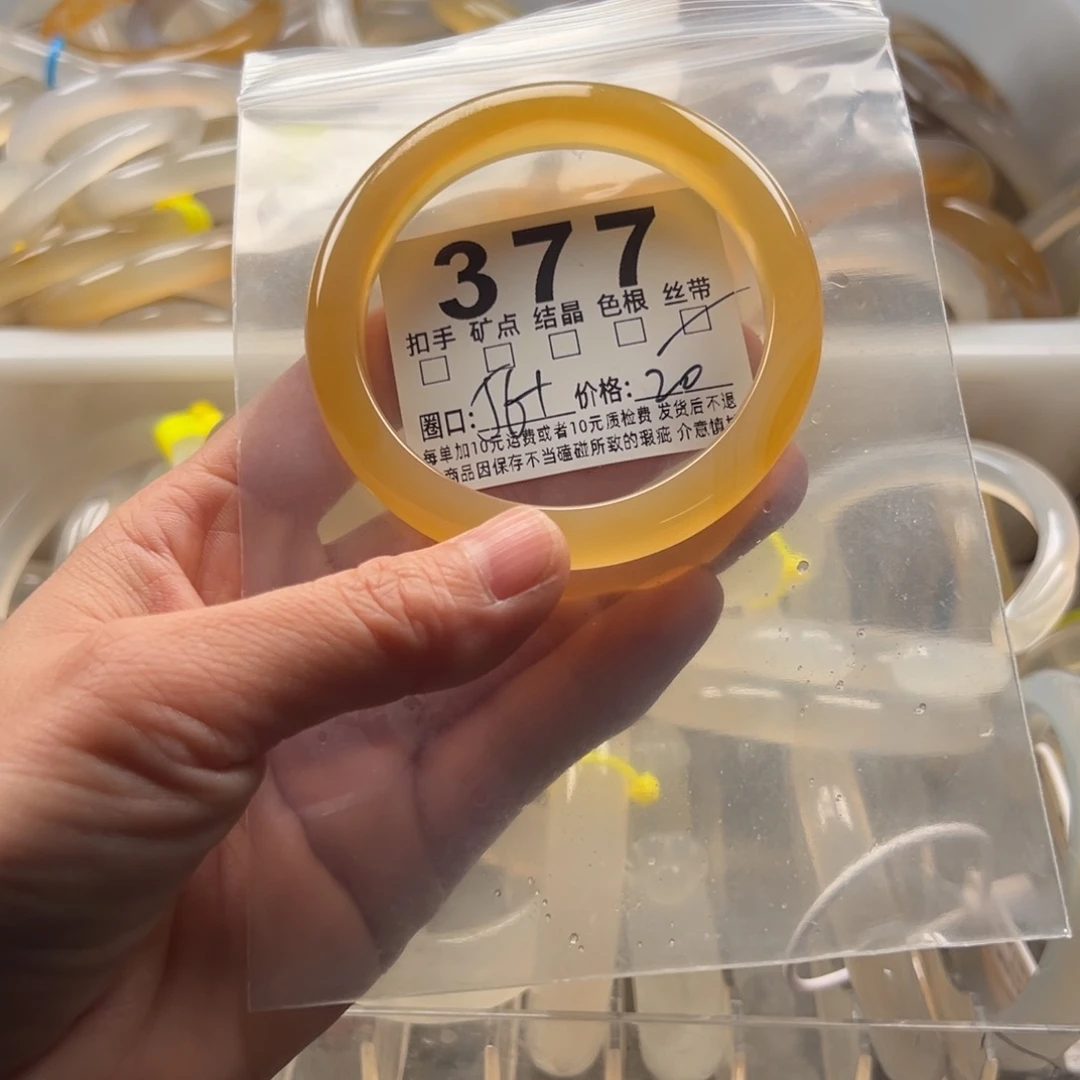 377
扣手 矿点 结晶 色根 丝带
圈口: 56+ 价格: 20
每单加10元运费或者10元质检费 发货后不退
商品因保存不当磕碰所致的瑕疵 介意慎